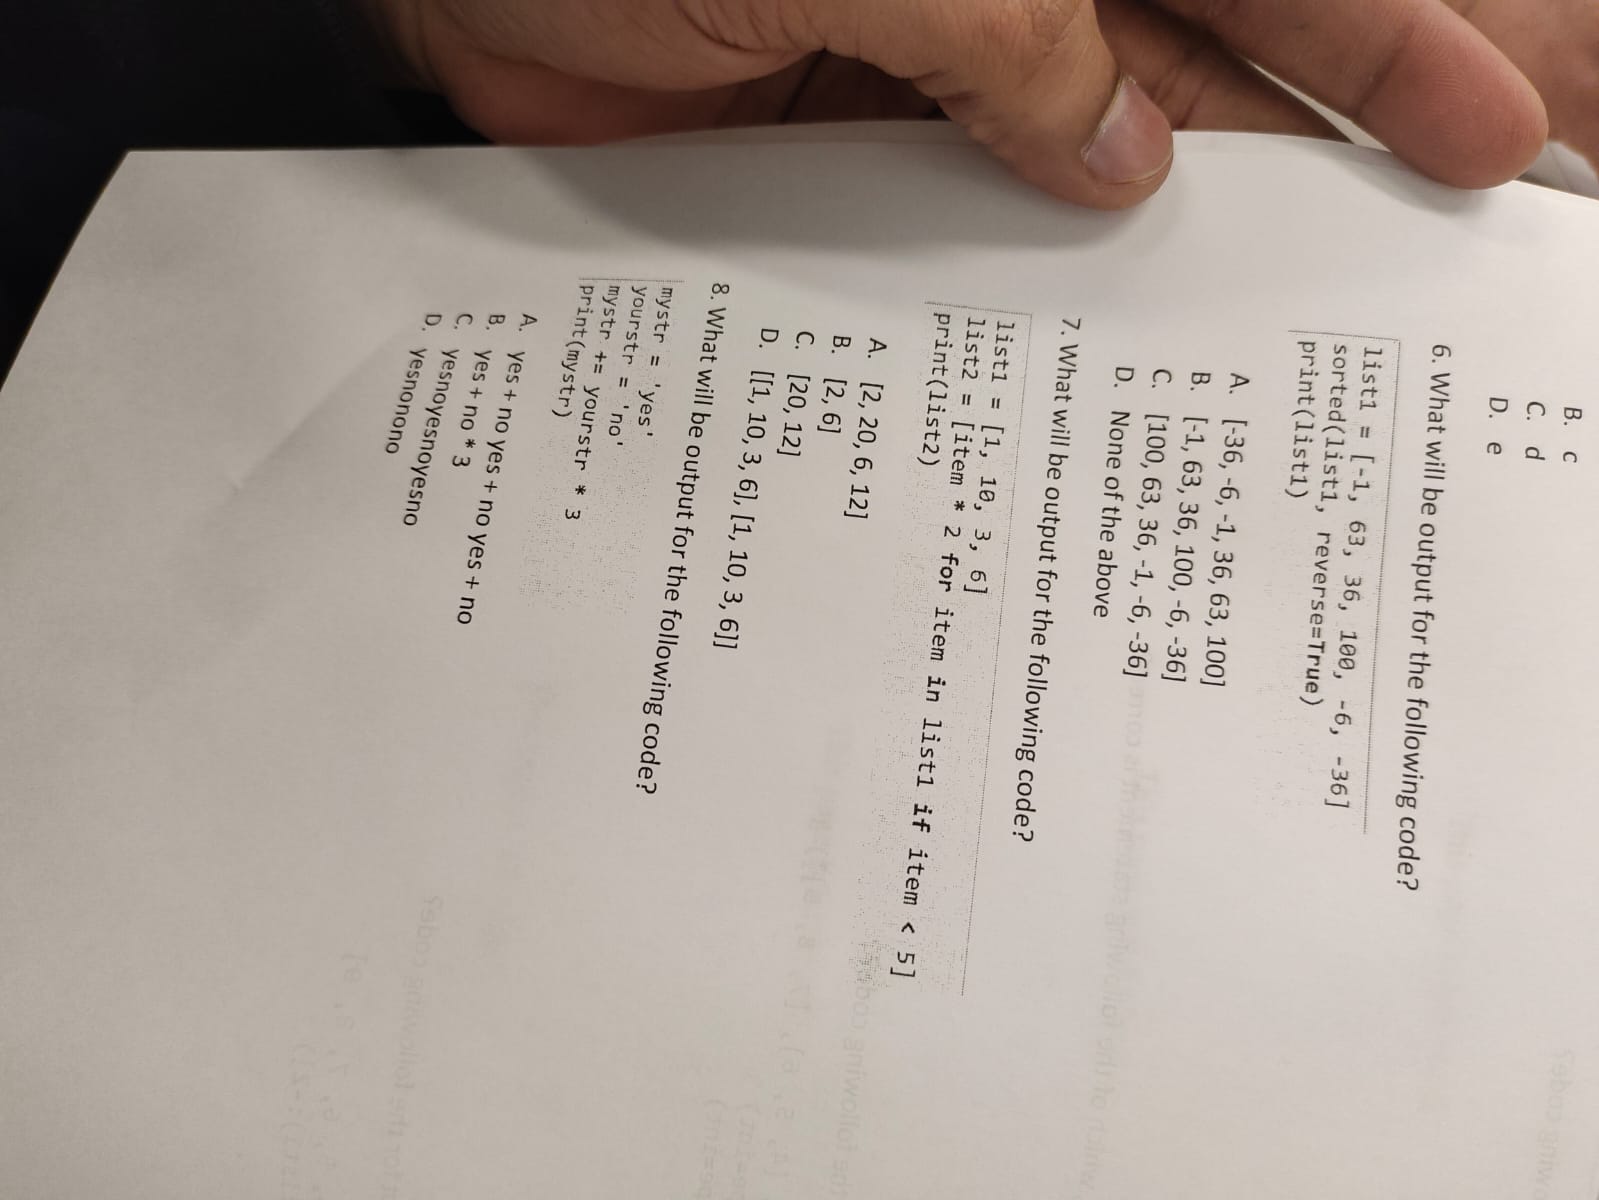 B. c
C. d
D. e
6. What will be output for the following code?
list1 = [-1, 63, 36, 100, -6, -36]
sorted(list1, reverse=True)
print(list1)
A. [-36, -6, -1, 36, 63, 100]
B. [-1, 63, 36, 100, -6, -36]
C. [100, 63, 36, -1, -6, -36]
D. None of the above
7. What will be output for the following code?
list1 = [1, 10, 3, 6]
list2 = [item * 2 for item in list1 if item < 5]
print(list2)
A. [2, 20, 6, 12]
B. [2, 6]
C. [20, 12]
D. [[1, 10, 3, 6], [1, 10, 3, 6]]
8. What will be output for the following code?
mystr = 'yes'
yourstr = 'no'
mystr += yourstr * 3
print(mystr)
A. yes + no yes + no yes + no
B. yes + no * 3
C. yesnoyesnoyesno
D. yesnonono